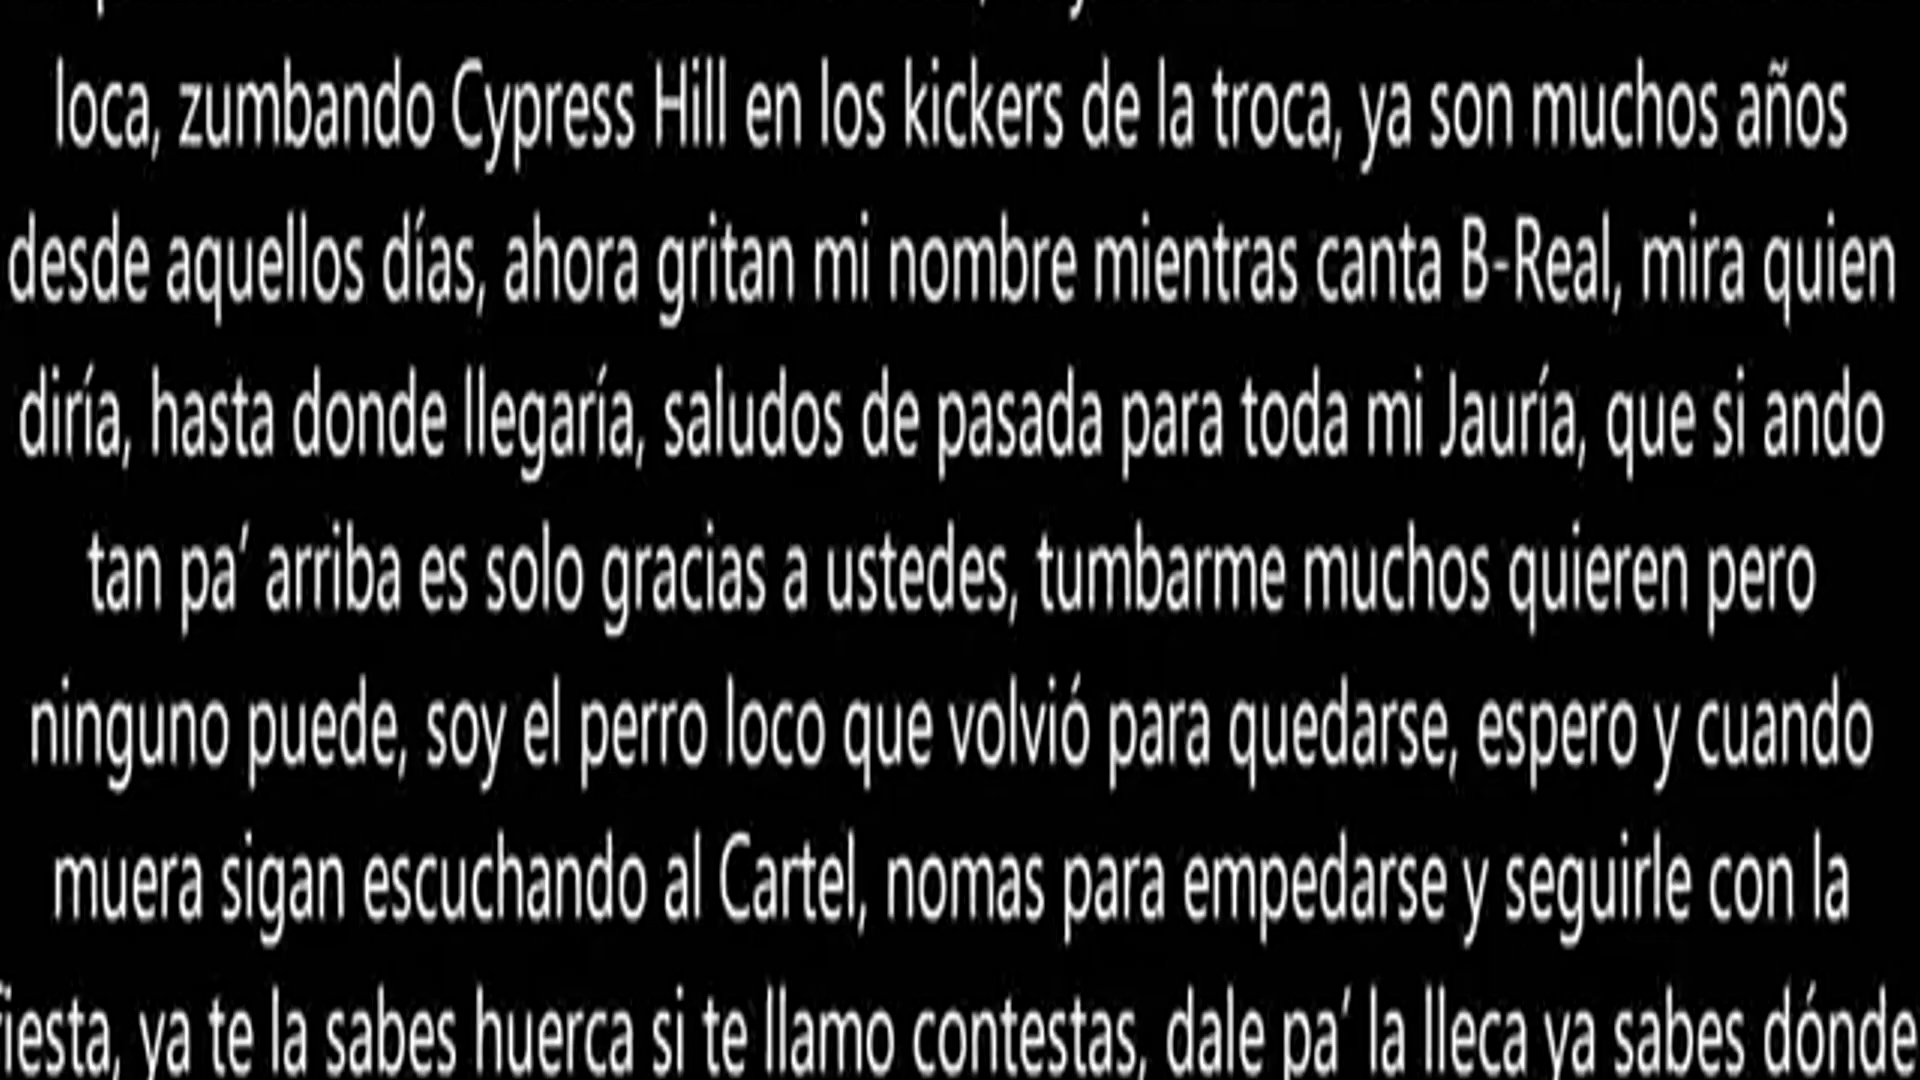 loca, zumbando Cypress Hill en los kickers de la troca, ya son muchos años
desde aquellos días, ahora gritan mi nombre mientras canta B-Real, mira quien
diría, hasta donde llegaría, saludos de pasada para toda mi Jauría, que si ando
tan pa’ arriba es solo gracias a ustedes, tumbarme muchos quieren pero
ninguno puede, soy el perro loco que volvió para quedarse, espero y cuando
muera sigan escuchando al Cartel, nomas para empedarse y seguirle con la
fiesta, ya te la sabes huerca si te llamo contestas, dale pa’ la lleca ya sabes dónde